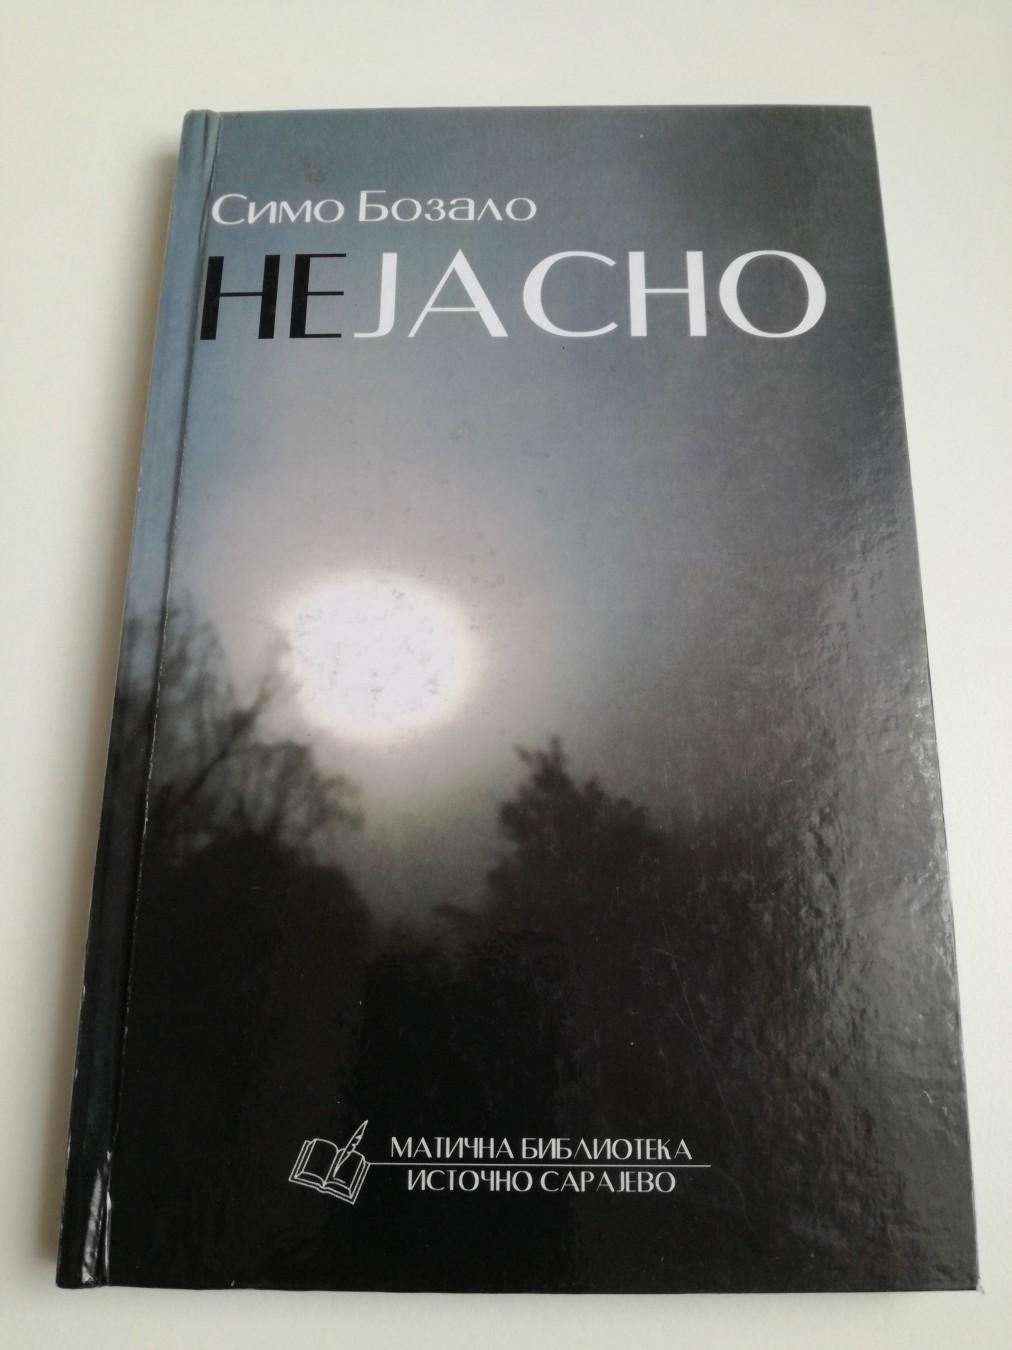 Симо Бозало
НЕЈАСНО
МАТИЧНА БИБЛИОТЕКА
ИСТОЧНО САРАЈЕВО